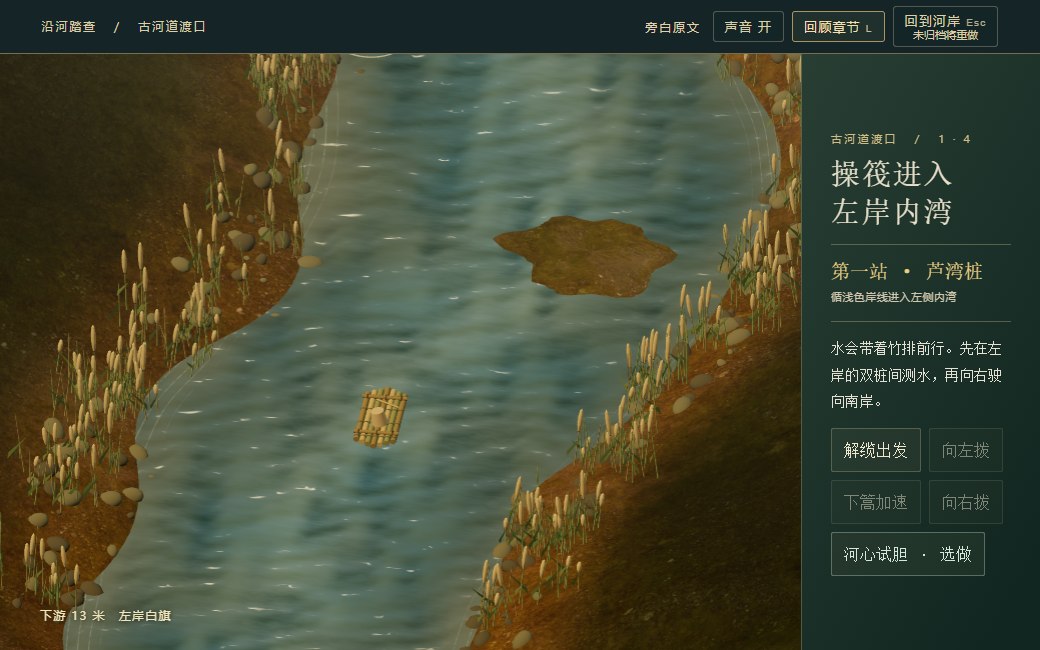 沿河踏查 / 古河道渡口
旁白原文
声音 开
回顾章节 L
回到河岸 Esc
未归档将重做
古河道渡口 / 1 · 4
操筏进入
左岸内湾
第一站 • 芦湾桩
循浅色岸线进入左侧内湾
水会带着竹排前行。先在左
岸的双桩间测水，再向右驶
向南岸。
解缆出发
向左拨
下篙加速
向右拨
河心试胆 · 选做
下游 13 米 左岸白旗